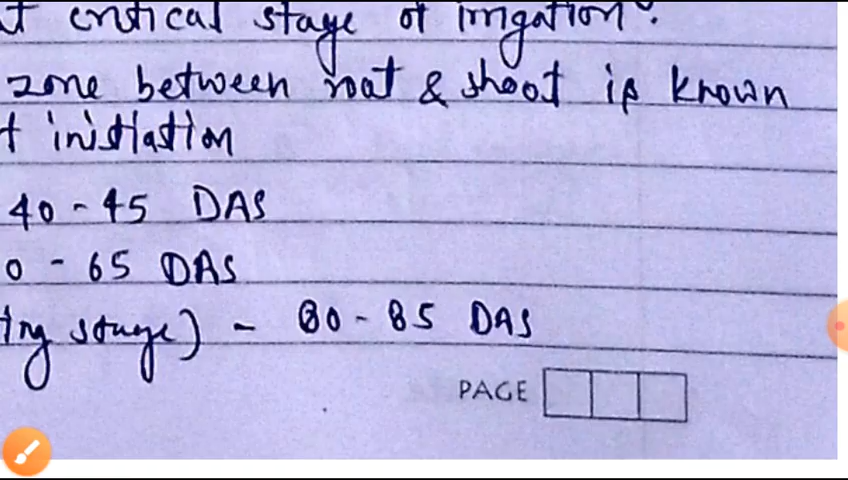 critical stage of irrigation.
zone between root & shoot is known
initiation
40-45 DAS
0-65 DAS
ing stage) - 80-85 DAS
PAGE